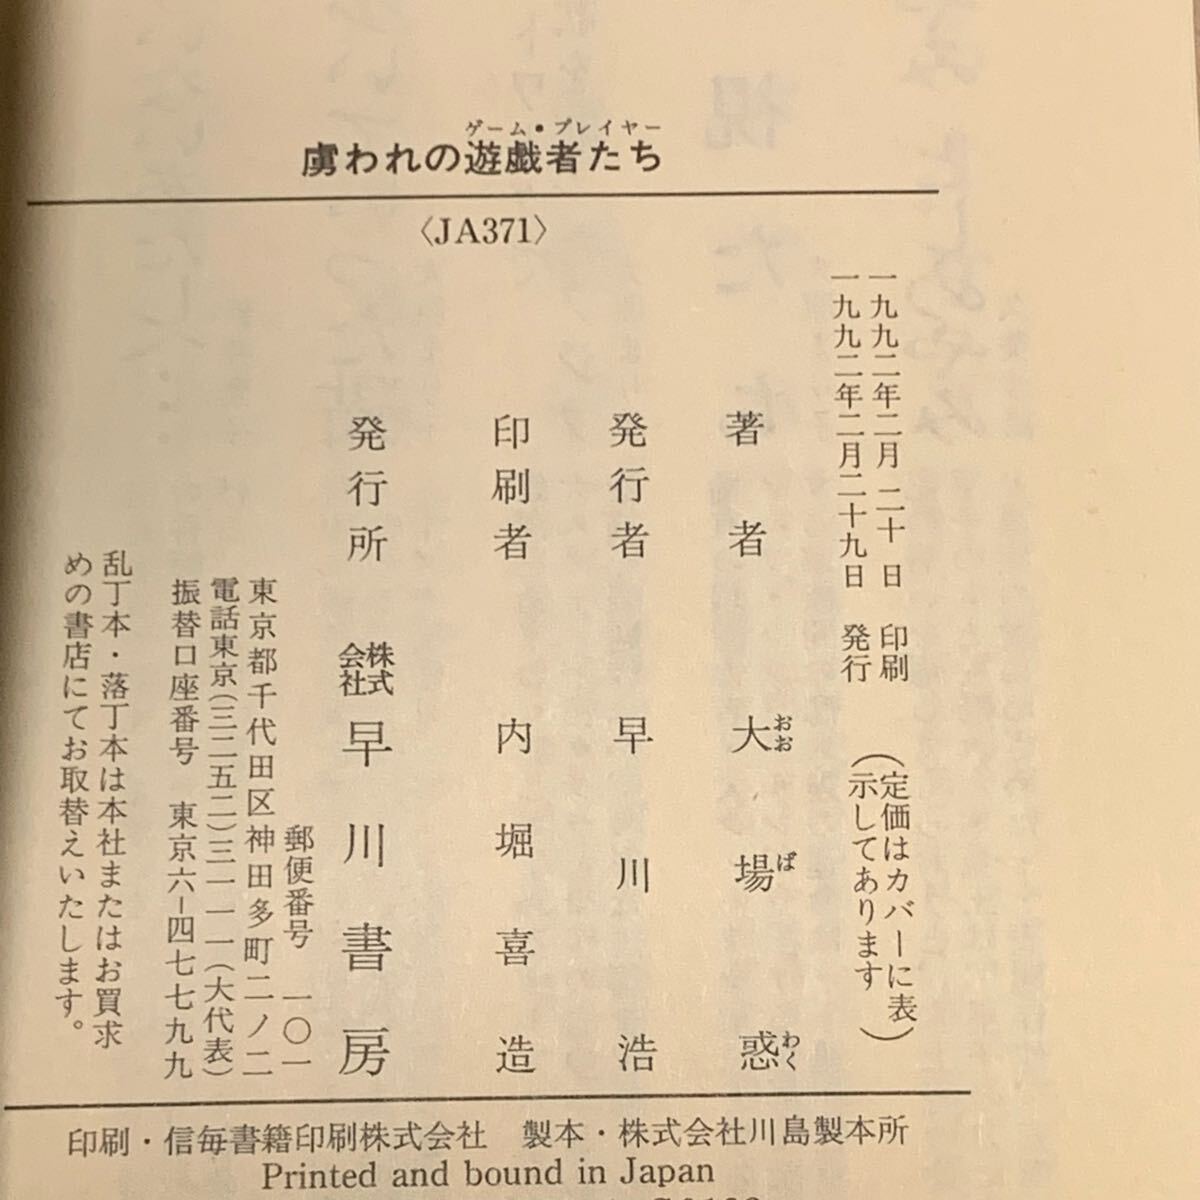 ゲーム・プレイヤー
虜われの遊戯者たち
〈JA371〉
一九九二年二月二十日 印刷
一九九二年二月二十九日 発行
(定価はカバーに表
示してあります)
著者 大場惑
おお ば わく
発行者 早川浩
印刷者 内堀喜造
発行所 株式会社 早川書房
郵便番号 一〇一
東京都千代田区神田多町二ノ二
電話東京(三二五二)三一一一(大代表)
振替口座番号 東京六-四七七九九
乱丁本・落丁本は本社またはお買求
めの書店にてお取替えいたします。
印刷・信毎書籍印刷株式会社 製本・株式会社川島製本所
Printed and bound in Japan